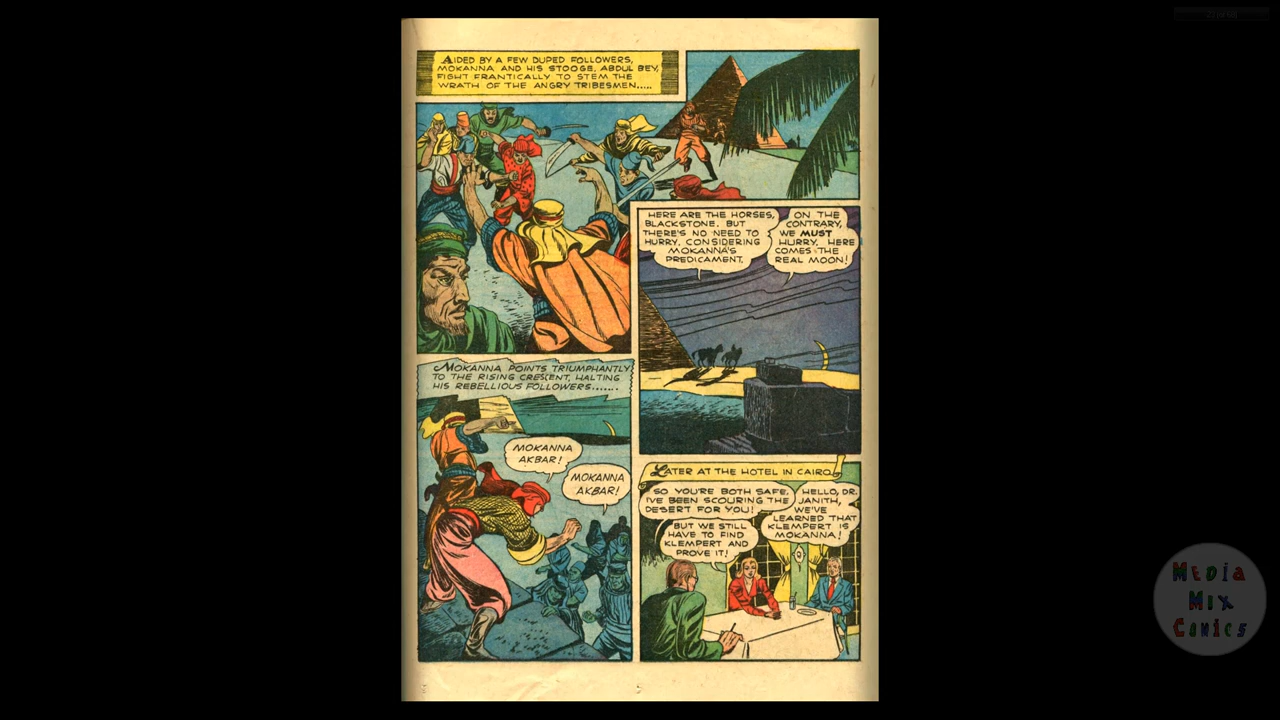 AIDED BY A FEW DUPED FOLLOWERS,
MOKANNA AND HIS STOOGE, ABDUL BEY,
FIGHT FRANTICALLY TO STEM THE
WRATH OF THE ANGRY TRIBESMEN.....
HERE ARE THE HORSES,
BLACKSTONE. BUT
THERE'S NO NEED TO
HURRY, CONSIDERING
MOKANNA'S
PREDICAMENT.
ON THE
CONTRARY,
WE MUST
HURRY. HERE
COMES THE
REAL MOON!
MOKANNA POINTS TRIUMPHANTLY
TO THE RISING CRESCENT, HALTING
HIS REBELLIOUS FOLLOWERS.......
MOKANNA
AKBAR!
MOKANNA
AKBAR!
LATER AT THE HOTEL IN CAIRO
SO YOU'RE BOTH SAFE.
I'VE BEEN SCOURING THE
DESERT FOR YOU!
HELLO, DR.
JANITH,
WE'VE
LEARNED THAT
KLEMPERT IS
MOKANNA!
BUT WE STILL
HAVE TO FIND
KLEMPERT AND
PROVE IT!
MEDIA
MIX
COMICS